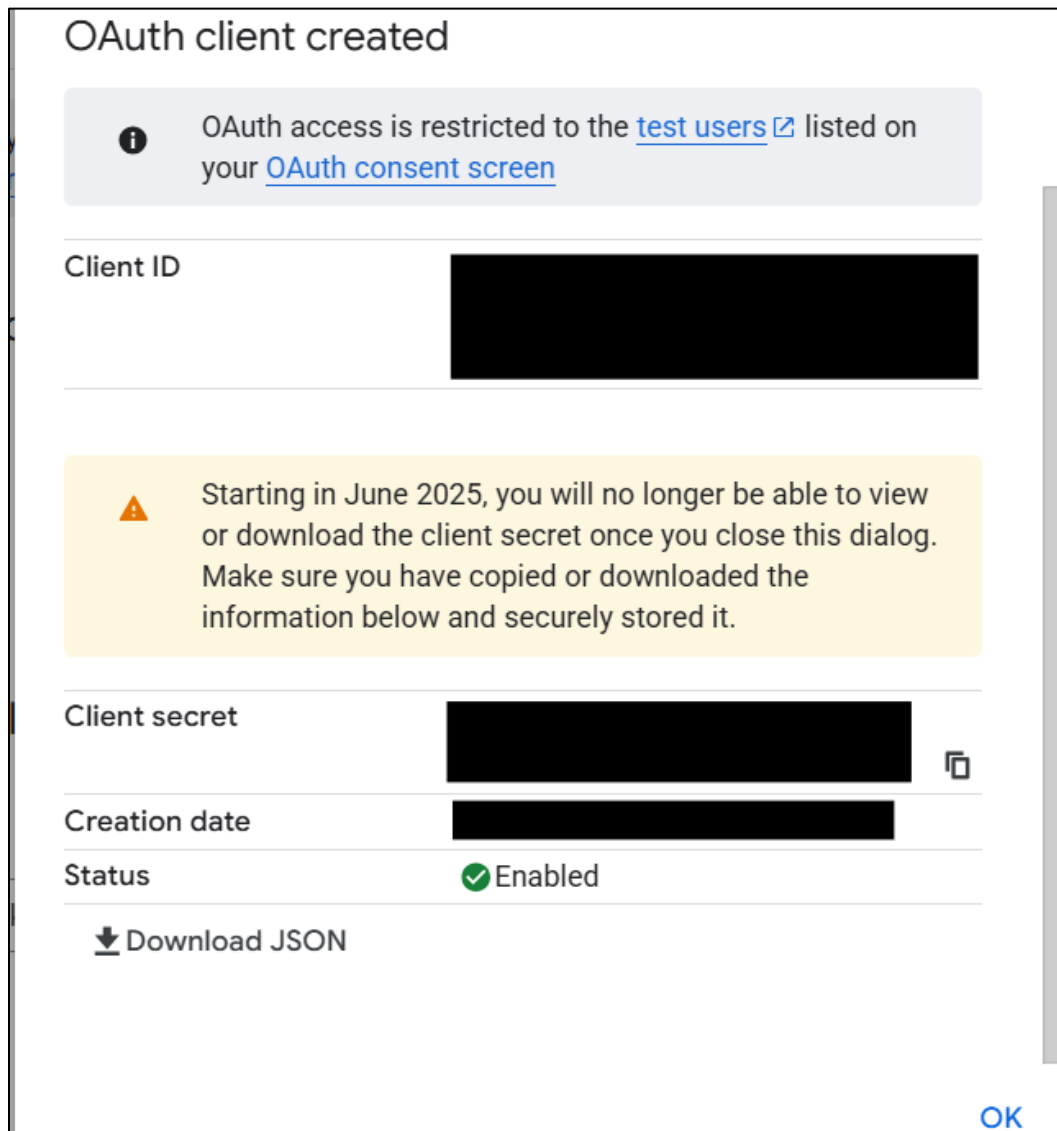 OAuth client created
OAuth access is restricted to the test users listed on
your OAuth consent screen
Client ID
Starting in June 2025, you will no longer be able to view
or download the client secret once you close this dialog.
Make sure you have copied or downloaded the
information below and securely stored it.
Client secret
Creation date
Status Enabled
Download JSON
OK